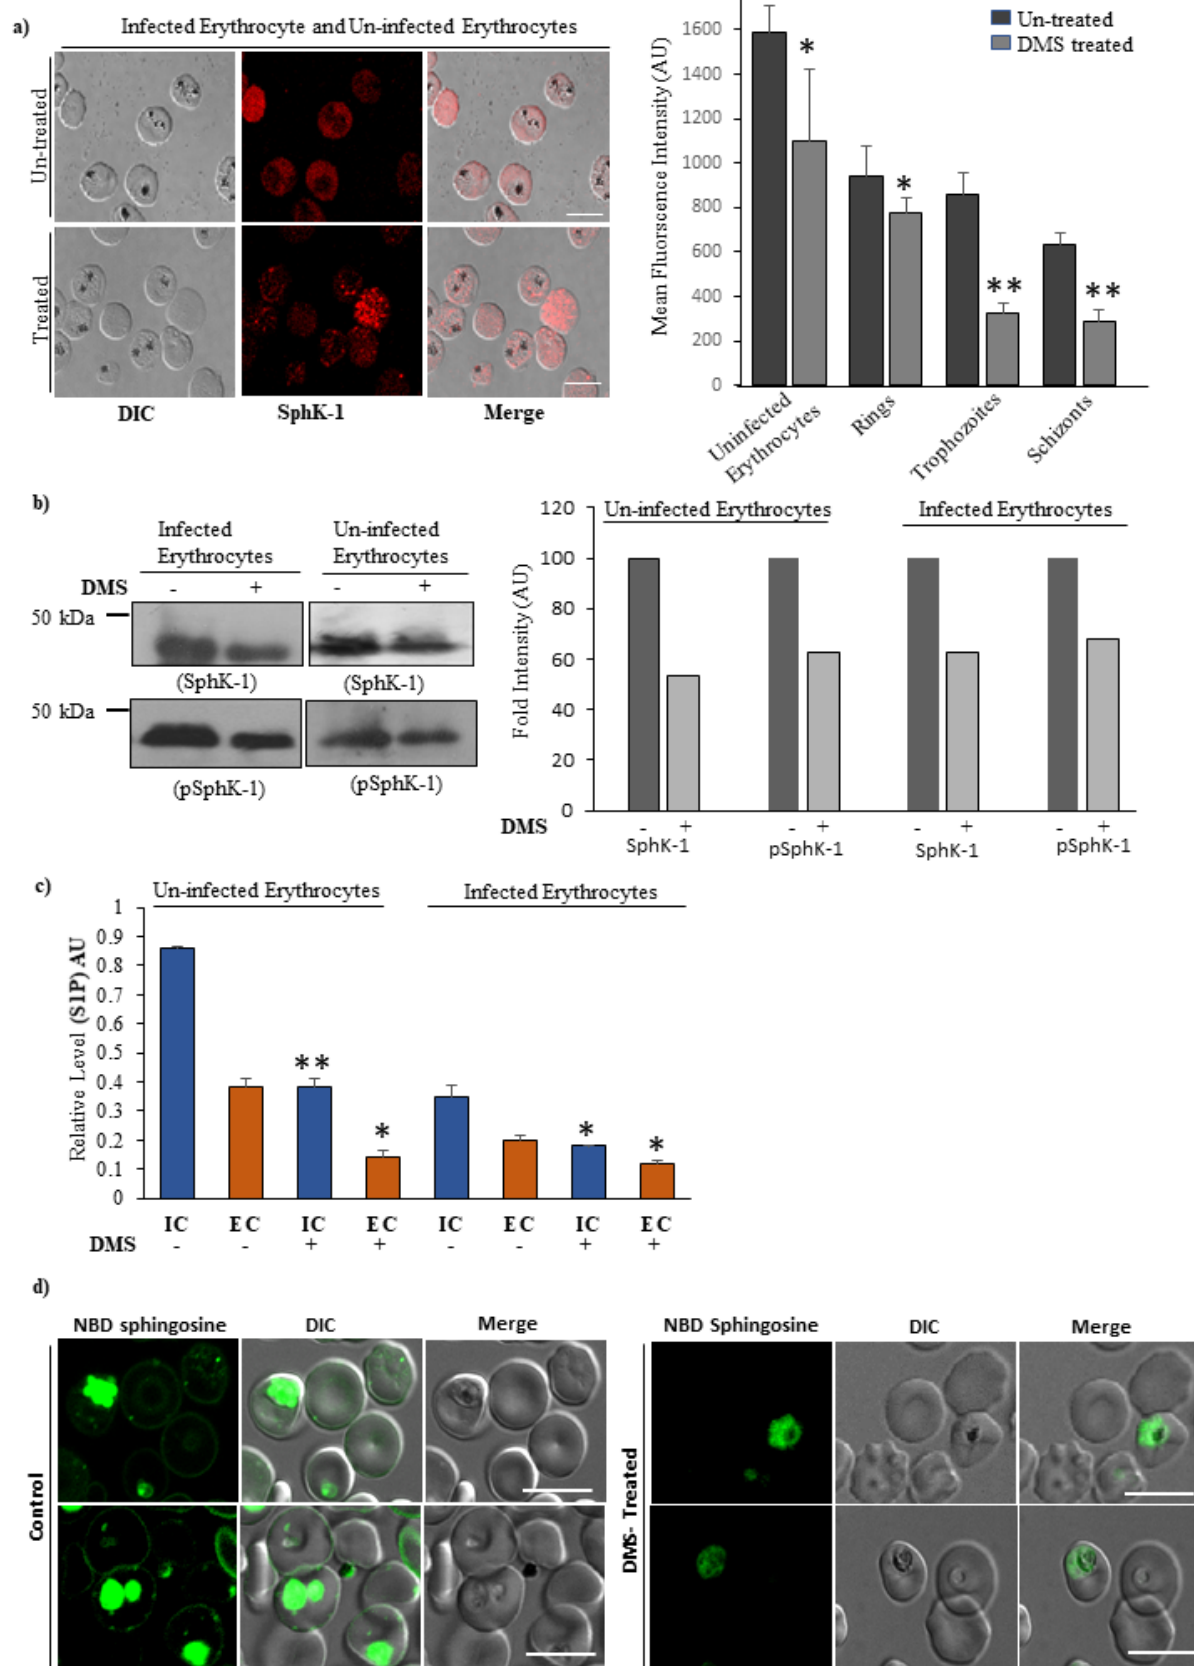 a)
Infected Erythrocyte and Un-infected Erythrocytes
Un-treated
Treated
DIC
SphK-1
Merge
Mean Fluorescence Intensity (AU)
1600
1400
1200
1000
800
600
400
200
0
Un-treated
DMS treated
*
*
**
**
Uninfected
Erythrocytes
Rings
Trophozoites
Schizonts
b)
Infected
Erythrocytes
Un-infected
Erythrocytes
DMS - + - +
50 kDa
(SphK-1) (SphK-1)
50 kDa
(pSphK-1) (pSphK-1)
Fold Intensity (AU)
120
100
80
60
40
20
0
Un-infected Erythrocytes
Infected Erythrocytes
DMS - + - + - + - +
SphK-1 pSphK-1 SphK-1 pSphK-1
c)
Un-infected Erythrocytes
Infected Erythrocytes
Relative Level (S1P) AU
1
0.9
0.8
0.7
0.6
0.5
0.4
0.3
0.2
0.1
0
**
*
*
*
IC EC IC EC IC EC IC EC
DMS - - + + - - + +
d)
NBD sphingosine DIC Merge
Control
NBD Sphingosine DIC Merge
DMS- Treated